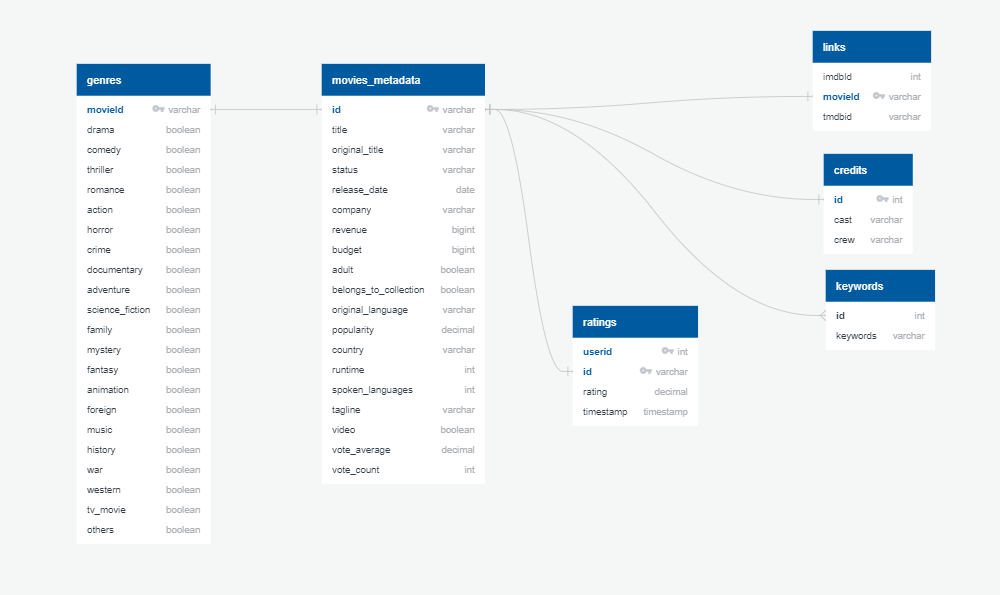 genres
movieId varchar
drama boolean
comedy boolean
thriller boolean
romance boolean
action boolean
horror boolean
crime boolean
documentary boolean
adventure boolean
science_fiction boolean
family boolean
mystery boolean
fantasy boolean
animation boolean
foreign boolean
music boolean
history boolean
war boolean
western boolean
tv_movie boolean
others boolean
movies_metadata
id varchar
title varchar
original_title varchar
status varchar
release_date date
company varchar
revenue bigint
budget bigint
adult boolean
belongs_to_collection boolean
original_language varchar
popularity decimal
country varchar
runtime int
spoken_languages int
tagline varchar
video boolean
vote_average decimal
vote_count int
ratings
userid int
id varchar
rating decimal
timestamp timestamp
links
imdbId int
movieId varchar
tmdbid varchar
credits
id int
cast varchar
crew varchar
keywords
id int
keywords varchar